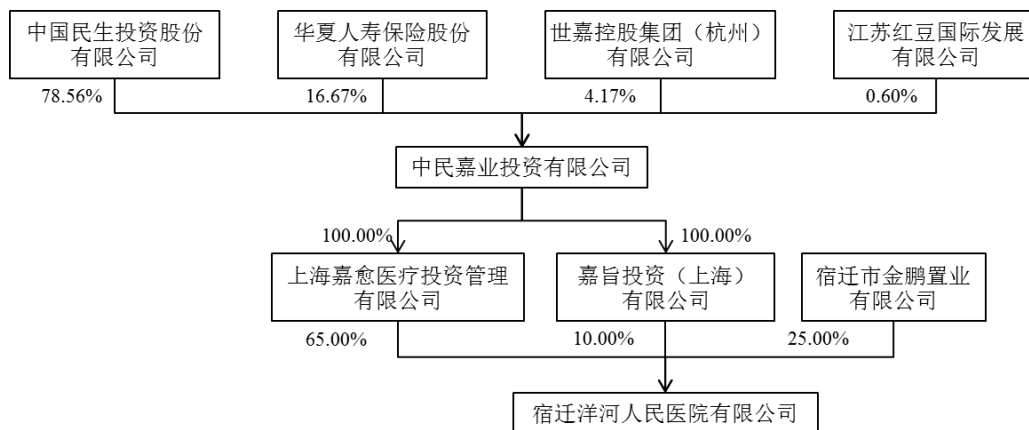 中国民生投资股份
有限公司
华夏人寿保险股份
有限公司
世嘉控股集团（杭州）
有限公司
江苏红豆国际发展
有限公司
78.56%
16.67%
4.17%
0.60%
中民嘉业投资有限公司
100.00%
100.00%
上海嘉愈医疗投资管理
有限公司
嘉旨投资（上海）
有限公司
宿迁市金鹏置业
有限公司
65.00%
10.00%
25.00%
宿迁洋河人民医院有限公司